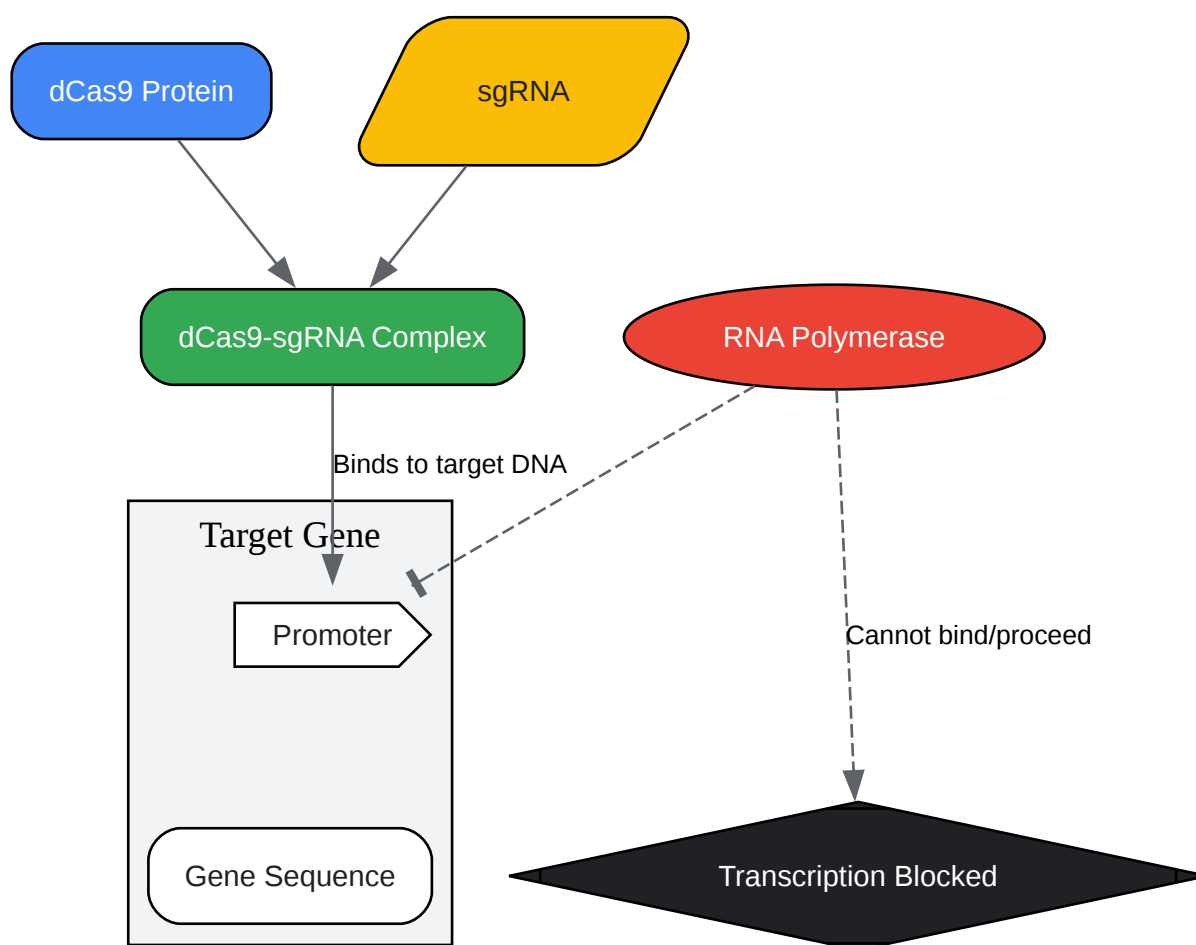 dCas9 Protein
sgRNA
dCas9-sgRNA Complex
RNA Polymerase
Binds to target DNA
Target Gene
Promoter
Cannot bind/proceed
Gene Sequence
Transcription Blocked